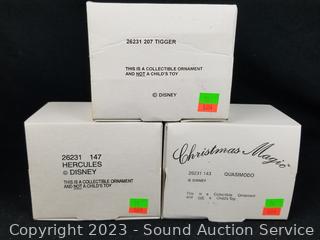 26231 207 TIGGER
THIS IS A COLLECTIBLE ORNAMENT
AND NOT A CHILD'S TOY
© DISNEY
26231 147
HERCULES
© DISNEY
THIS IS A COLLECTIBLE ORNAMENT
AND NOT A CHILD'S TOY
Christmas Magic
26231 143 QUASIMODO
© DISNEY
This is a Collectible Ornament
and Not a Child's Toy
Copyright 2023 - Sound Auction Service